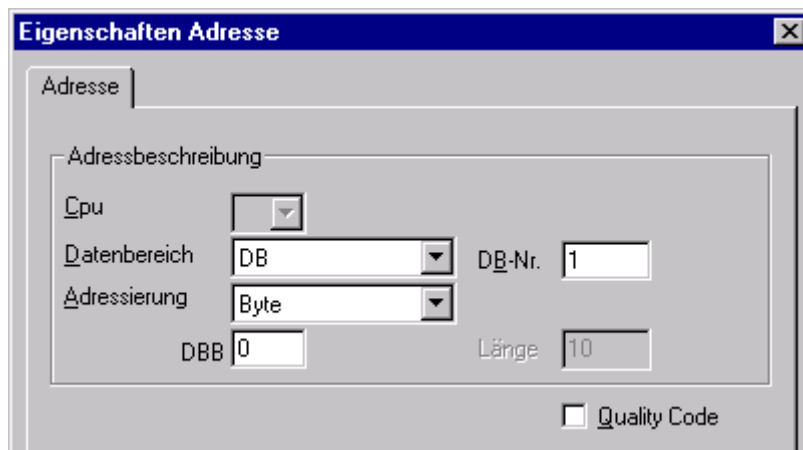 Eigenschaften Adresse
Adresse
Adressbeschreibung
Cpu
Datenbereich DB DB-Nr. 1
Adressierung Byte
DBB 0 Länge 10
Quality Code